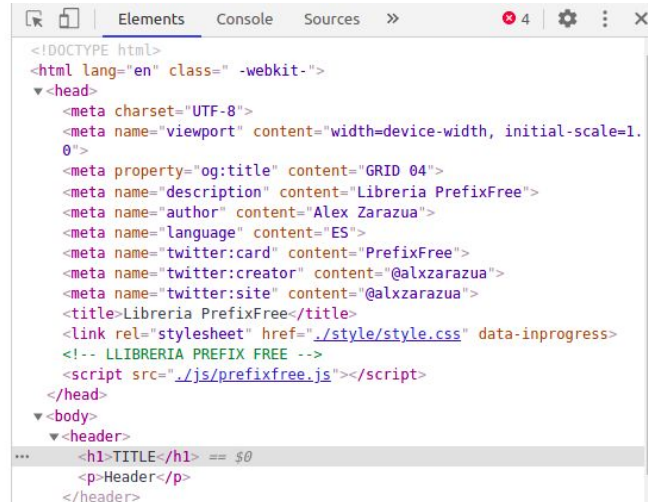 Elements Console Sources » 4
<!DOCTYPE html>
<html lang="en" class=" -webkit-">
<head>
<meta charset="UTF-8">
<meta name="viewport" content="width=device-width, initial-scale=1.
0">
<meta property="og:title" content="GRID 04">
<meta name="description" content="Libreria PrefixFree">
<meta name="author" content="Alex Zarazua">
<meta name="language" content="ES">
<meta name="twitter:card" content="PrefixFree">
<meta name="twitter:creator" content="@alxzarazua">
<meta name="twitter:site" content="@alxzarazua">
<title>Libreria PrefixFree</title>
<link rel="stylesheet" href="./style/style.css" data-inprogress>
<!-- LLIBRERIA PREFIX FREE -->
<script src="./js/prefixfree.js"></script>
</head>
<body>
<header>
<h1>TITLE</h1> == $0
<p>Header</p>
</header>